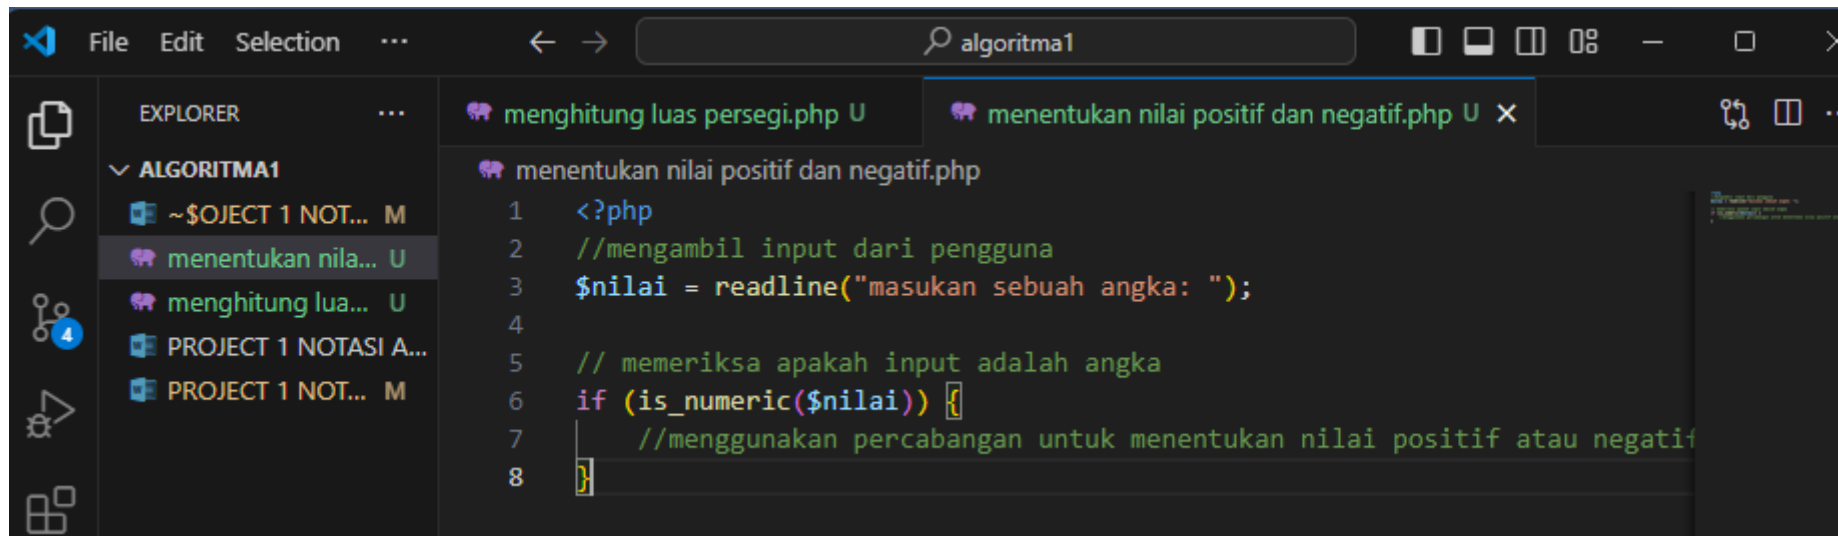 File Edit Selection ··· ← → algoritma1
EXPLORER ···
ALGORITMA1
~$OJECT 1 NOT... M
menentukan nila... U
menghitung lua... U
PROJECT 1 NOTASI A...
PROJECT 1 NOT... M
4
menghitung luas persegi.php U
menentukan nilai positif dan negatif.php U
menentukan nilai positif dan negatif.php
1 <?php
2 //mengambil input dari pengguna
3 $nilai = readline("masukan sebuah angka: ");
4
5 // memeriksa apakah input adalah angka
6 if (is_numeric($nilai)) {
7 //menggunakan percabangan untuk menentukan nilai positif atau negatif
8 }